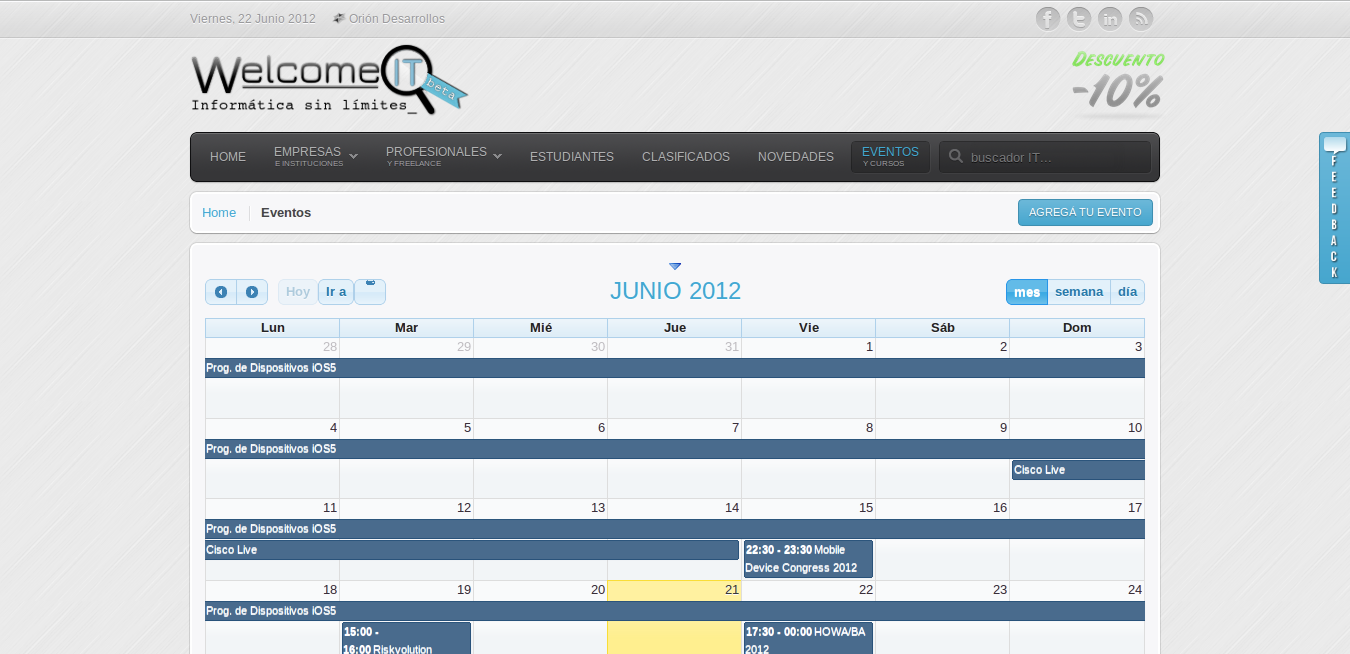 Viernes, 22 Junio 2012 Orión Desarrollos
WelcomeIT beta
Informática sin límites_
Descuento
-10%
HOME EMPRESAS E INSTITUCIONES PROFESIONALES Y FREELANCE ESTUDIANTES CLASIFICADOS NOVEDADES EVENTOS Y CURSOS buscador IT...
FEEDBACK
Home Eventos AGREGÁ TU EVENTO
Hoy Ir a JUNIO 2012 mes semana día
Lun Mar Mié Jue Vie Sáb Dom
28 29 30 31 1 2 3
Prog. de Dispositivos iOS5
4 5 6 7 8 9 10
Prog. de Dispositivos iOS5
Cisco Live
11 12 13 14 15 16 17
Prog. de Dispositivos iOS5
Cisco Live 22:30 - 23:30 Mobile
Device Congress 2012
18 19 20 21 22 23 24
Prog. de Dispositivos iOS5
15:00 - 17:30 - 00:00 HOWA/BA
16:00 Riskvolution 2012